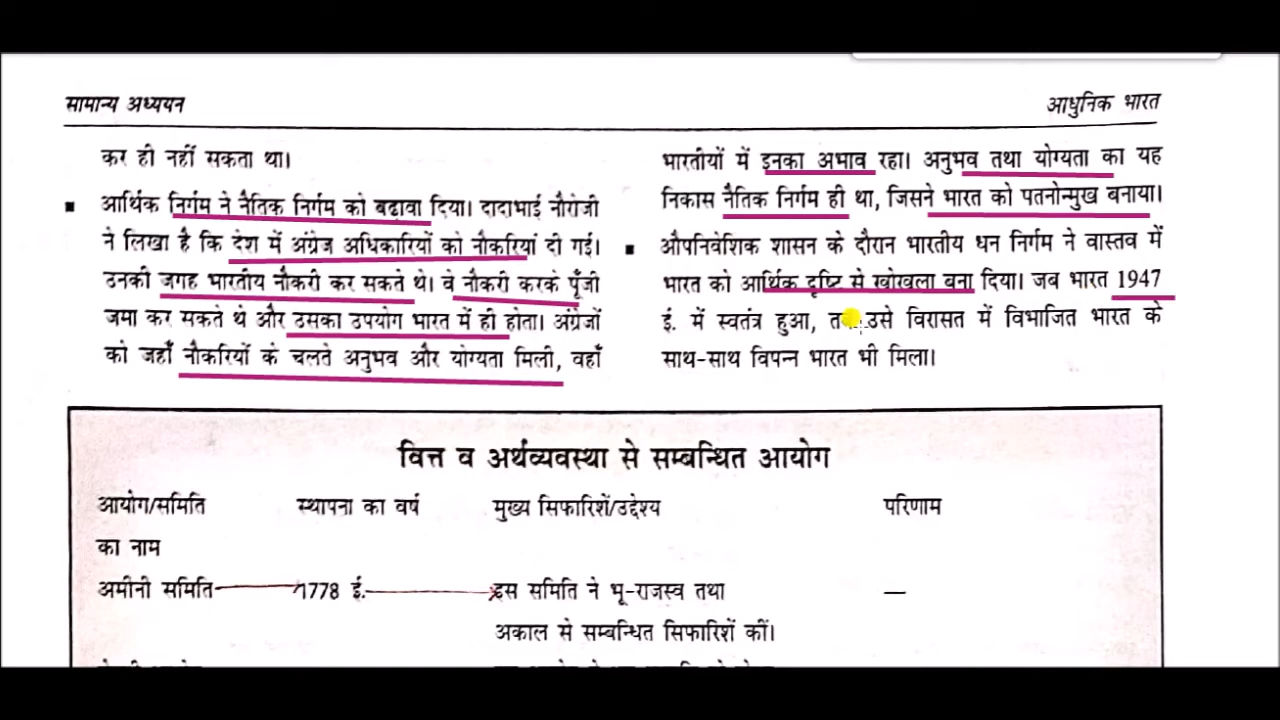 सामान्य अध्ययन
आधुनिक भारत
कर ही नहीं सकता था।
■ आर्थिक निर्गम ने नैतिक निर्गम को बढ़ावा दिया। दादाभाई नौरोजी
ने लिखा है कि देश में अंग्रेज अधिकारियों को नौकरियां दी गई।
उनकी जगह भारतीय नौकरी कर सकते थे। वे नौकरी करके पूँजी
जमा कर सकते थे और उसका उपयोग भारत में ही होता। अंग्रेजों
को जहाँ नौकरियों के चलते अनुभव और योग्यता मिली, वहाँ
भारतीयों में इनका अभाव रहा। अनुभव तथा योग्यता का यह
निकास नैतिक निर्गम ही था, जिसने भारत को पतनोन्मुख बनाया।
■ औपनिवेशिक शासन के दौरान भारतीय धन निर्गम ने वास्तव में
भारत को आर्थिक दृष्टि से खोखला बना दिया। जब भारत 1947
ई. में स्वतंत्र हुआ, उसे विरासत में विभाजित भारत के
साथ-साथ विपन्न भारत भी मिला।
वित्त व अर्थव्यवस्था से सम्बन्धित आयोग
आयोग/समिति स्थापना का वर्ष मुख्य सिफारिशें/उद्देश्य परिणाम
का नाम
अमीनी समिति 1778 ई. इस समिति ने भू-राजस्व तथा —
अकाल से सम्बन्धित सिफारिशें कीं।